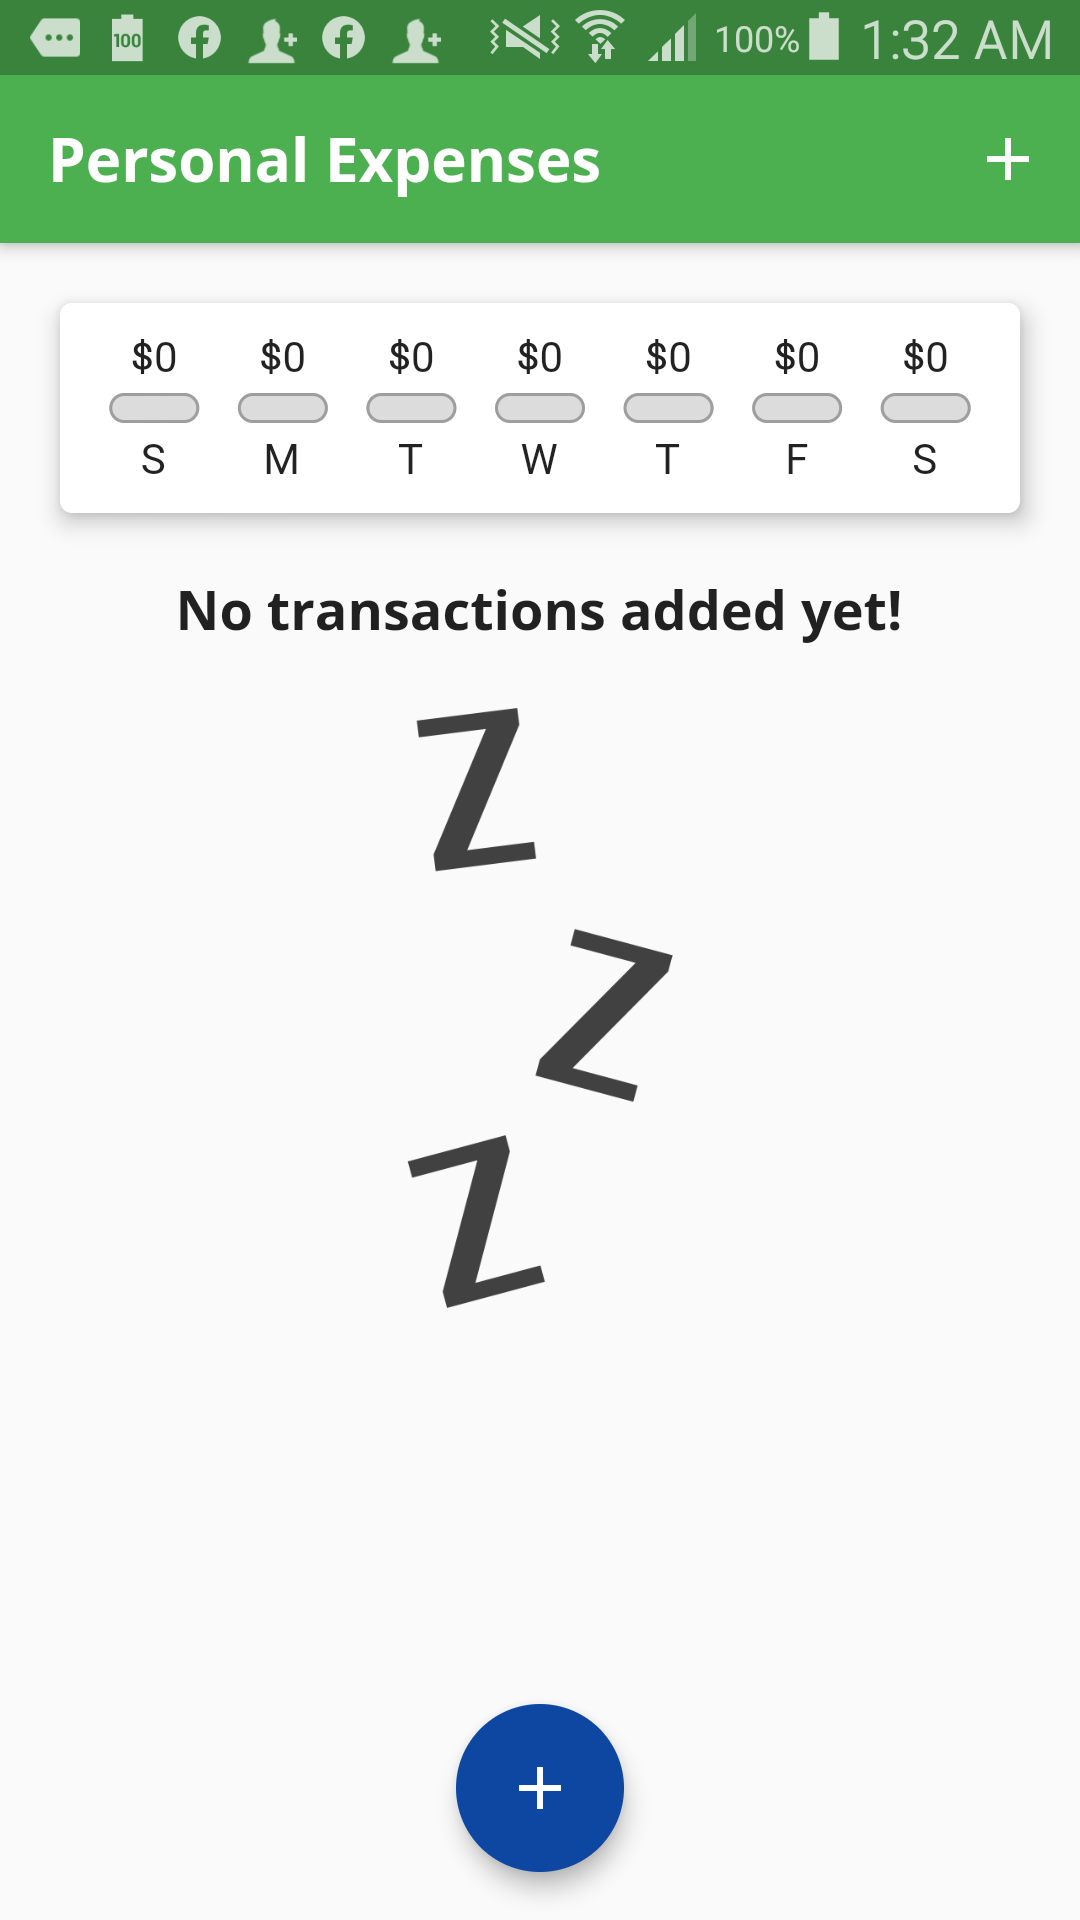 100 100% 1:32 AM
Personal Expenses
$0 $0 $0 $0 $0 $0 $0
S M T W T F S
No transactions added yet!
Z
Z
Z